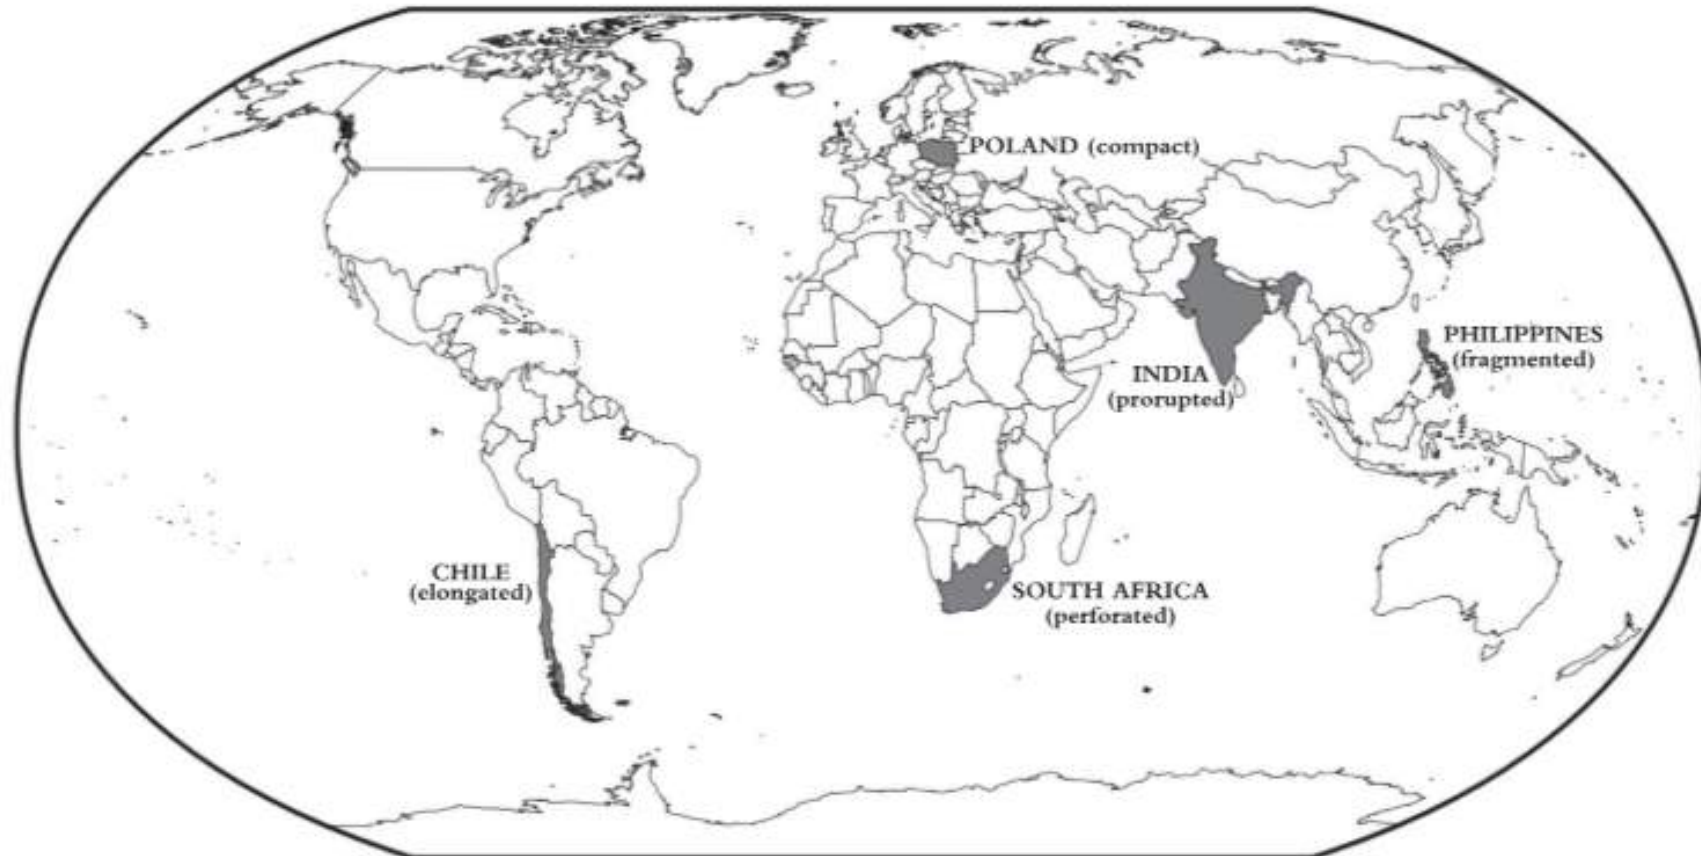 POLAND (compact)
PHILIPPINES
(fragmented)
INDIA
(prorupted)
CHILE
(elongated)
SOUTH AFRICA
(perforated)